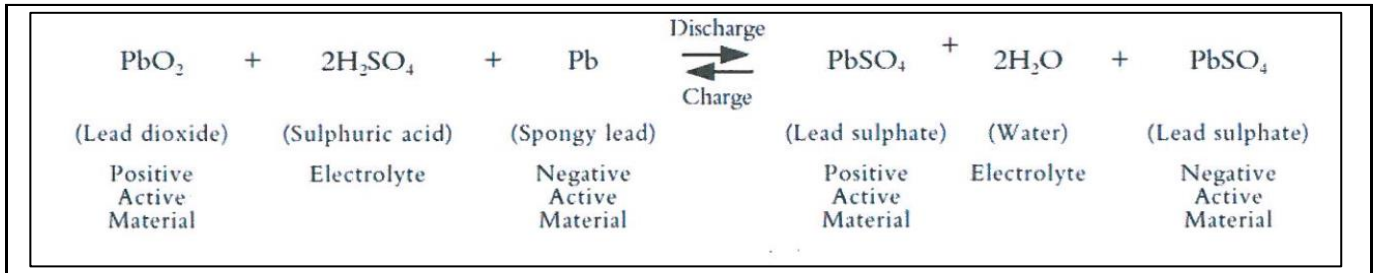 Discharge
PbO₂ + 2H₂SO₄ + Pb PbSO₄ + 2H₂O + PbSO₄
Charge
(Lead dioxide) (Sulphuric acid) (Spongy lead) (Lead sulphate) (Water) (Lead sulphate)
Positive Electrolyte Negative Positive Electrolyte Negative
Active Active Active Active
Material Material Material Material